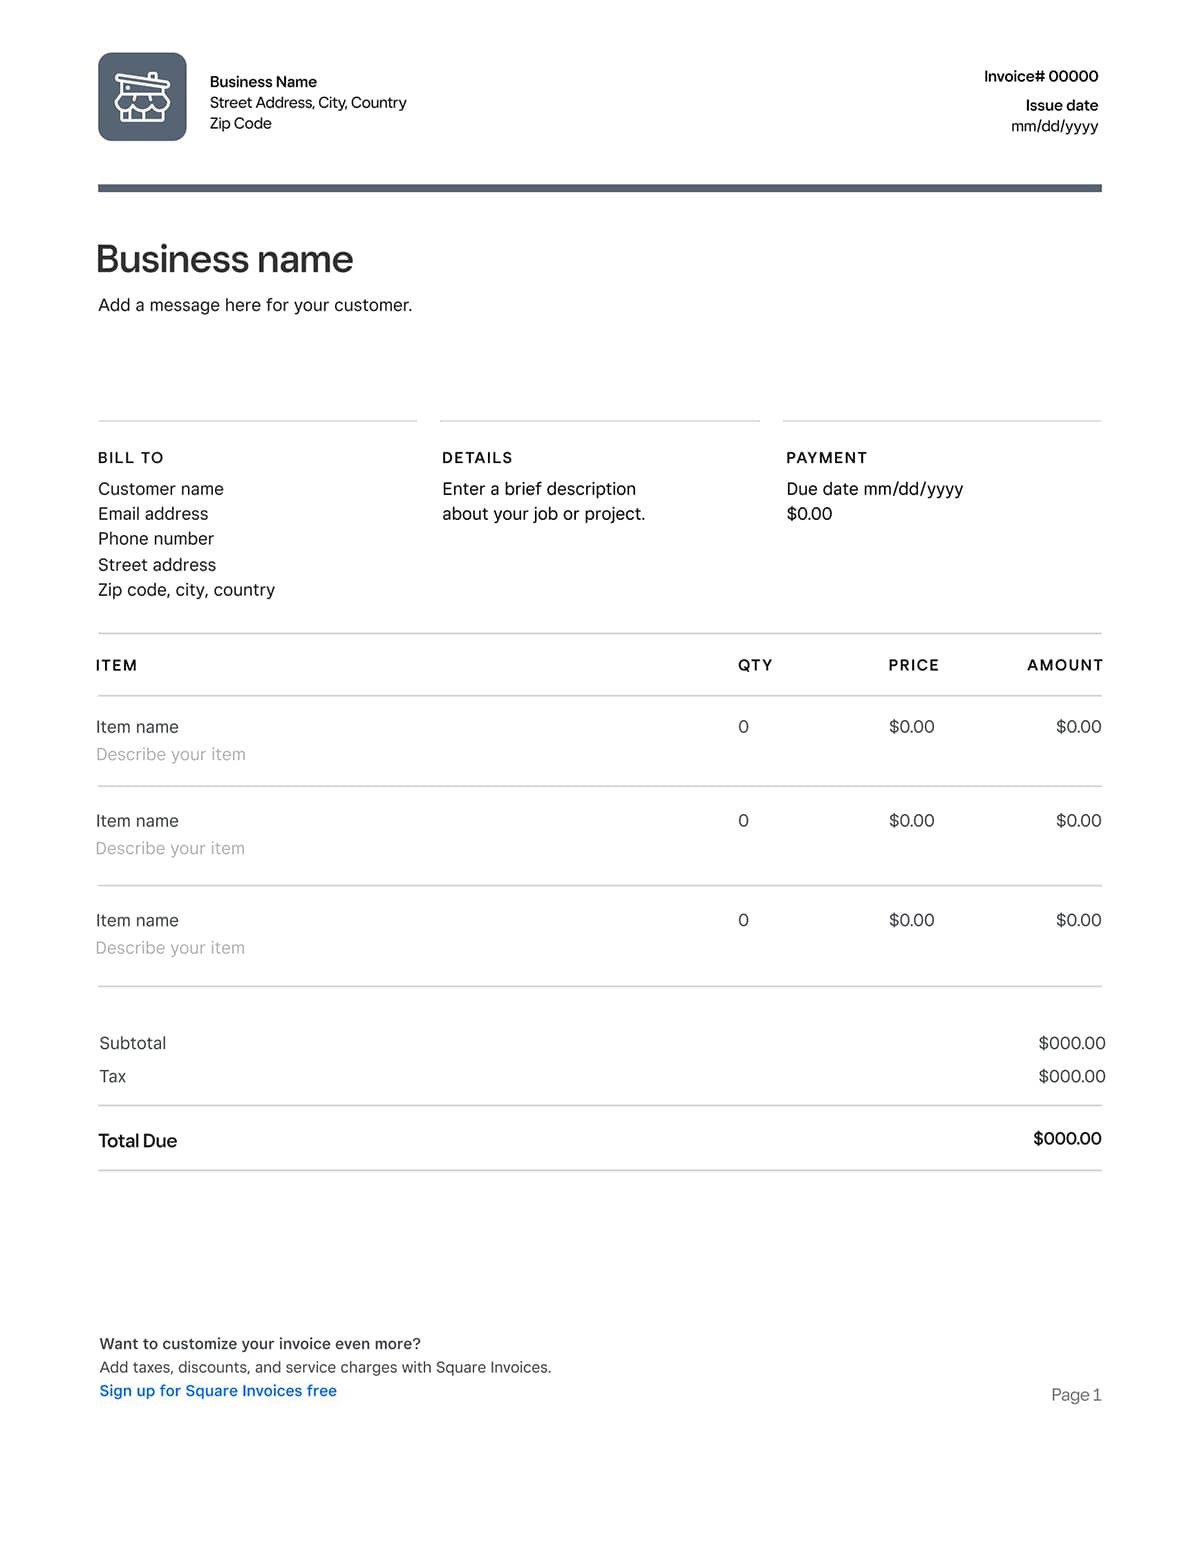 Business Name
Street Address, City, Country
Zip Code
Invoice# 00000
Issue date
mm/dd/yyyy
Business name
Add a message here for your customer.
BILL TO
Customer name
Email address
Phone number
Street address
Zip code, city, country
DETAILS
Enter a brief description
about your job or project.
PAYMENT
Due date mm/dd/yyyy
$0.00
ITEM QTY PRICE AMOUNT
Item name 0 $0.00 $0.00
Describe your item
Item name 0 $0.00 $0.00
Describe your item
Item name 0 $0.00 $0.00
Describe your item
Subtotal $000.00
Tax $000.00
Total Due $000.00
Want to customize your invoice even more?
Add taxes, discounts, and service charges with Square Invoices.
Sign up for Square Invoices free
Page 1